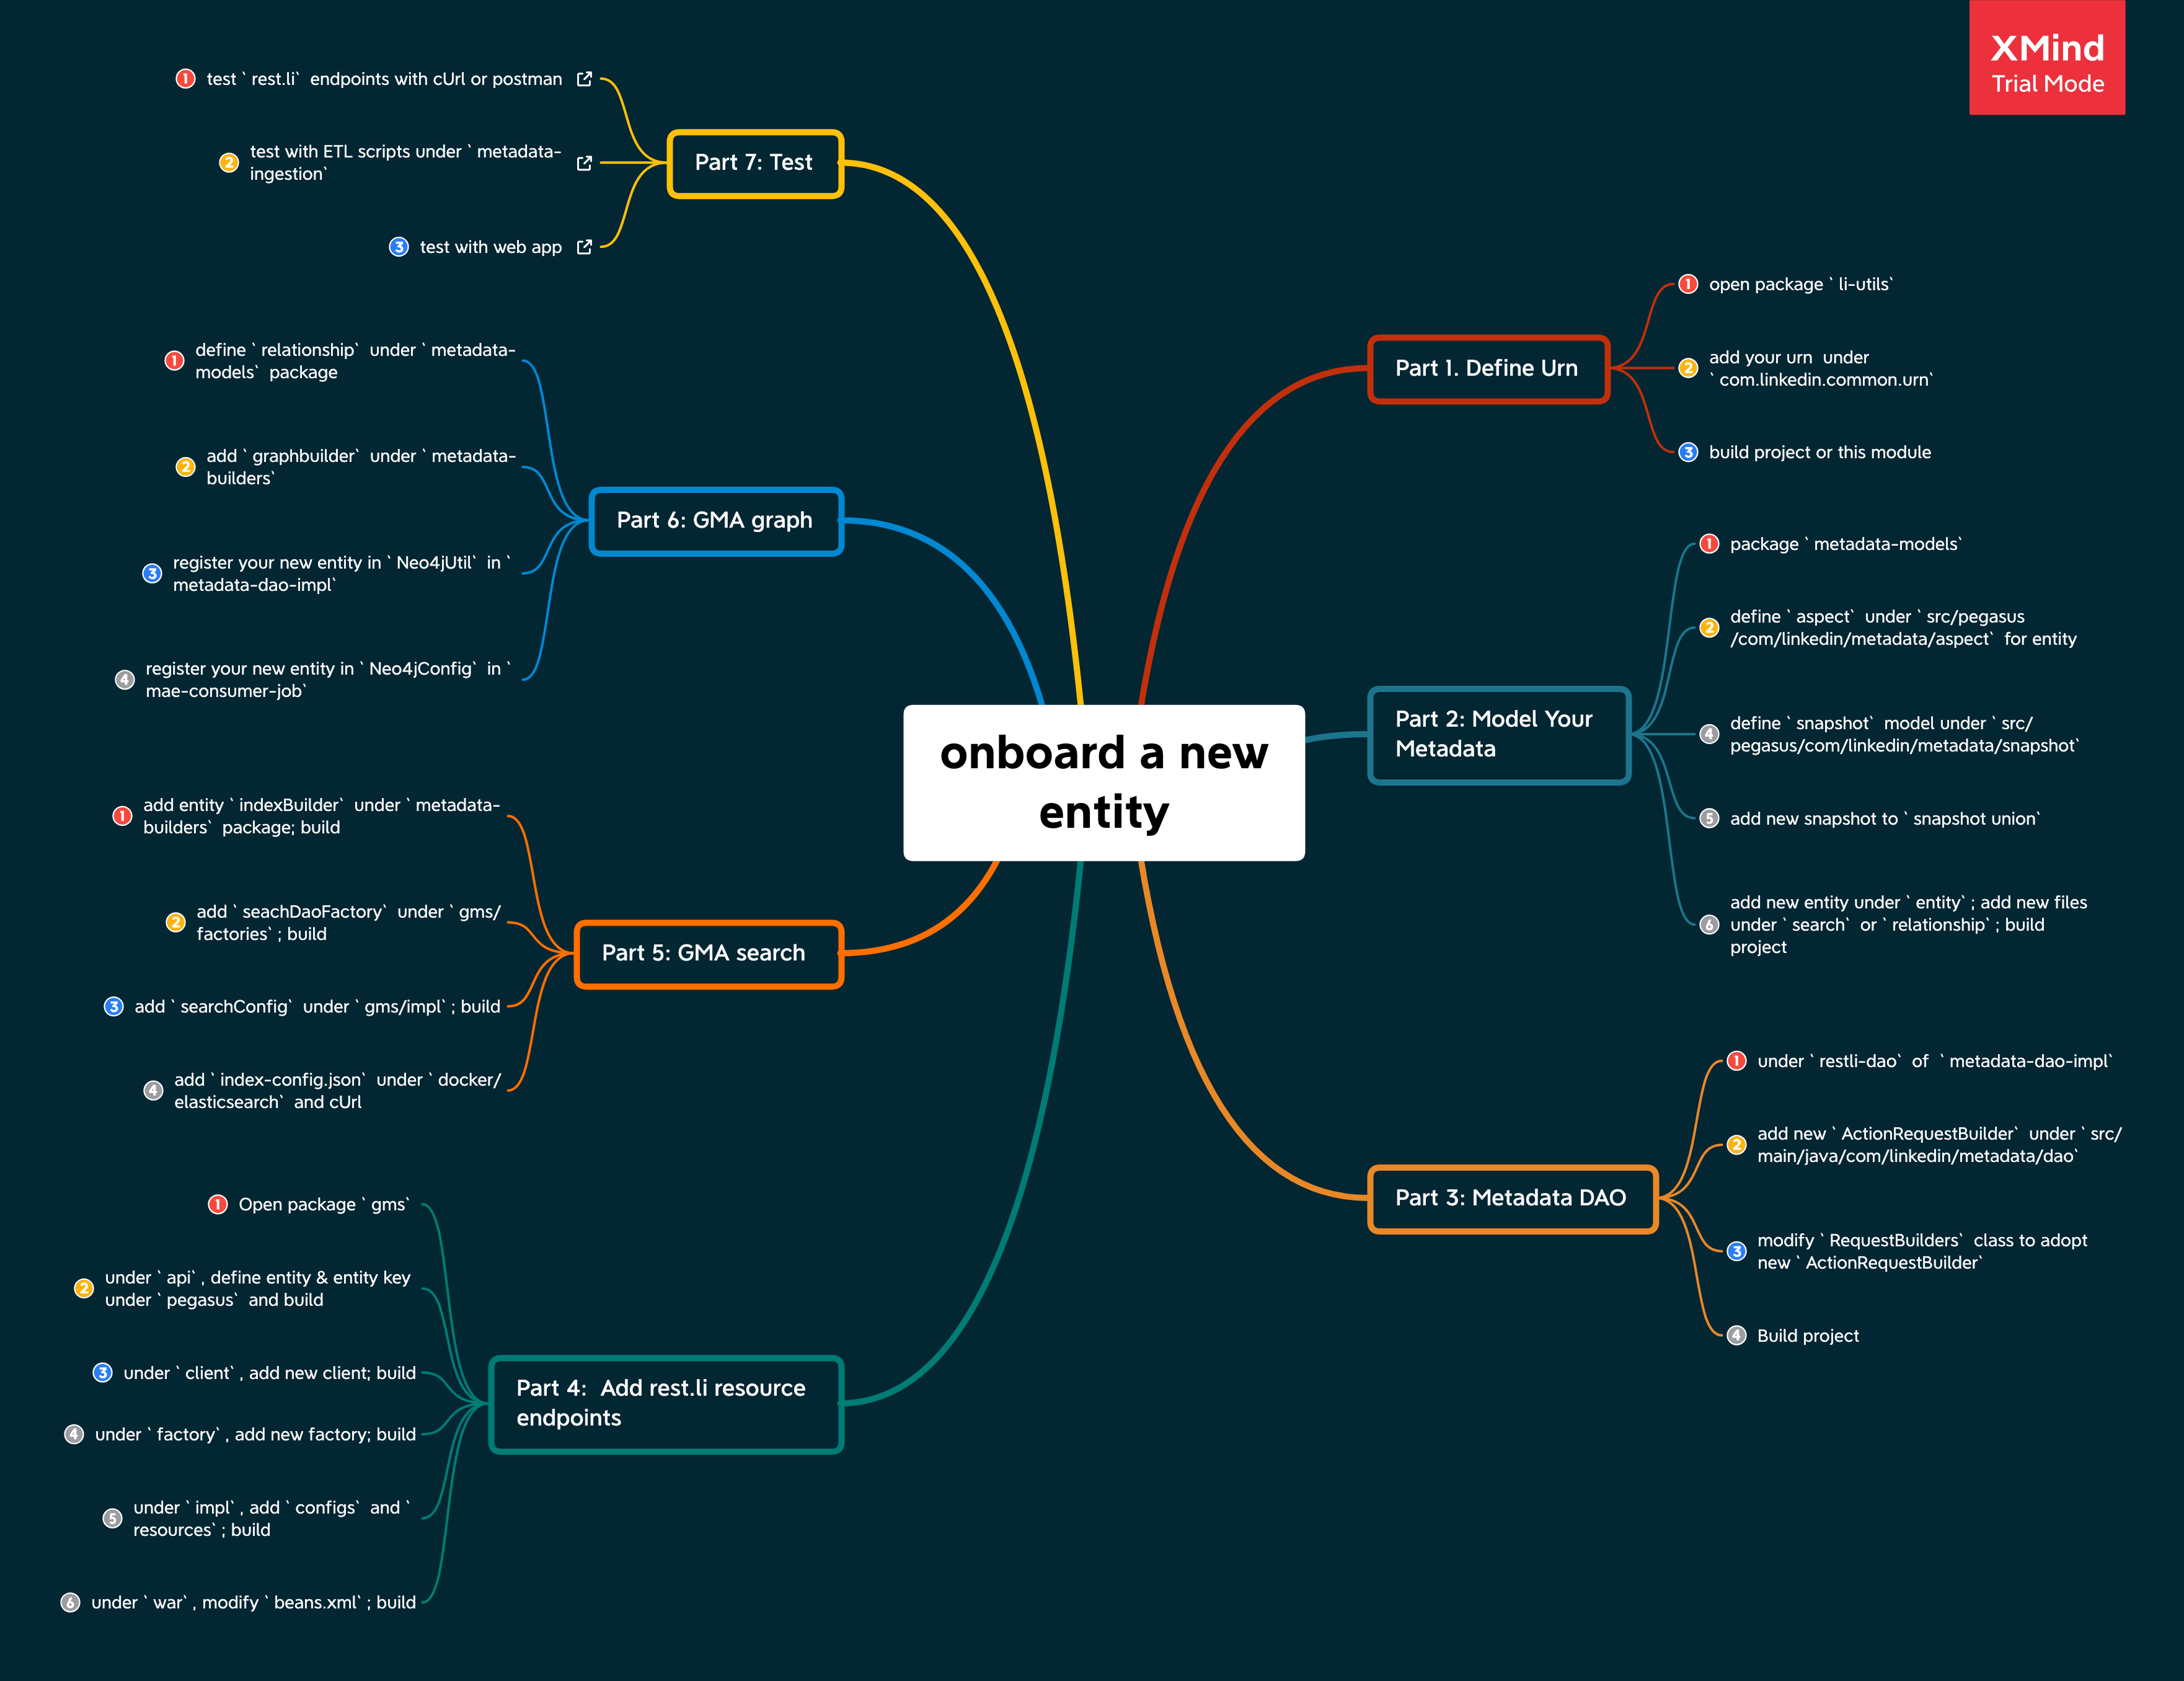 XMind
Trial Mode
onboard a new
entity
Part 1. Define Urn
1 open package `li-utils`
2 add your urn under
`com.linkedin.common.urn`
3 build project or this module
Part 2: Model Your
Metadata
1 package `metadata-models`
2 define `aspect` under `src/pegasus
/com/linkedin/metadata/aspect` for entity
4 define `snapshot` model under `src/
pegasus/com/linkedin/metadata/snapshot`
5 add new snapshot to `snapshot union`
6 add new entity under `entity`; add new files
under `search` or `relationship`; build
project
Part 3: Metadata DAO
1 under `restli-dao` of `metadata-dao-impl`
2 add new `ActionRequestBuilder` under `src/
main/java/com/linkedin/metadata/dao`
3 modify `RequestBuilders` class to adopt
new `ActionRequestBuilder`
4 Build project
Part 4: Add rest.li resource
endpoints
1 Open package `gms`
2 under `api`, define entity & entity key
under `pegasus` and build
3 under `client`, add new client; build
4 under `factory`, add new factory; build
5 under `impl`, add `configs` and `
resources`; build
6 under `war`, modify `beans.xml`; build
Part 5: GMA search
1 add entity `indexBuilder` under `metadata-
builders` package; build
2 add `seachDaoFactory` under `gms/
factories`; build
3 add `searchConfig` under `gms/impl`; build
4 add `index-config.json` under `docker/
elasticsearch` and cUrl
Part 6: GMA graph
1 define `relationship` under `metadata-
models` package
2 add `graphbuilder` under `metadata-
builders`
3 register your new entity in `Neo4jUtil` in `
metadata-dao-impl`
4 register your new entity in `Neo4jConfig` in `
mae-consumer-job`
Part 7: Test
1 test `rest.li` endpoints with cUrl or postman
2 test with ETL scripts under `metadata-
ingestion`
3 test with web app